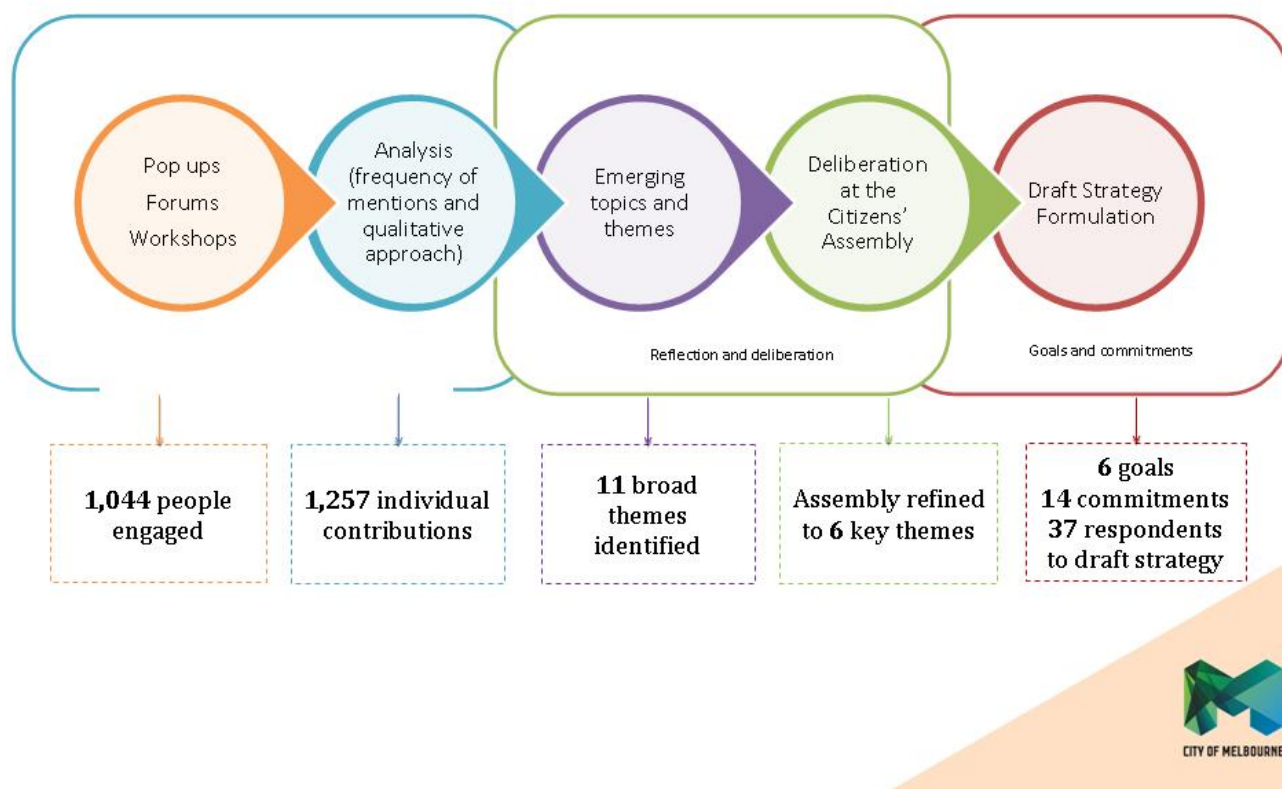 Pop ups
Forums
Workshops
Analysis
(frequency of
mentions and
qualitative
approach)
Emerging
topics and
themes
Deliberation
at the
Citizens'
Assembly
Draft Strategy
Formulation
Reflection and deliberation
Goals and commitments
1,044 people
engaged
1,257 individual
contributions
11 broad
themes
identified
Assembly refined
to 6 key themes
6 goals
14 commitments
37 respondents
to draft strategy
CITY OF MELBOURNE